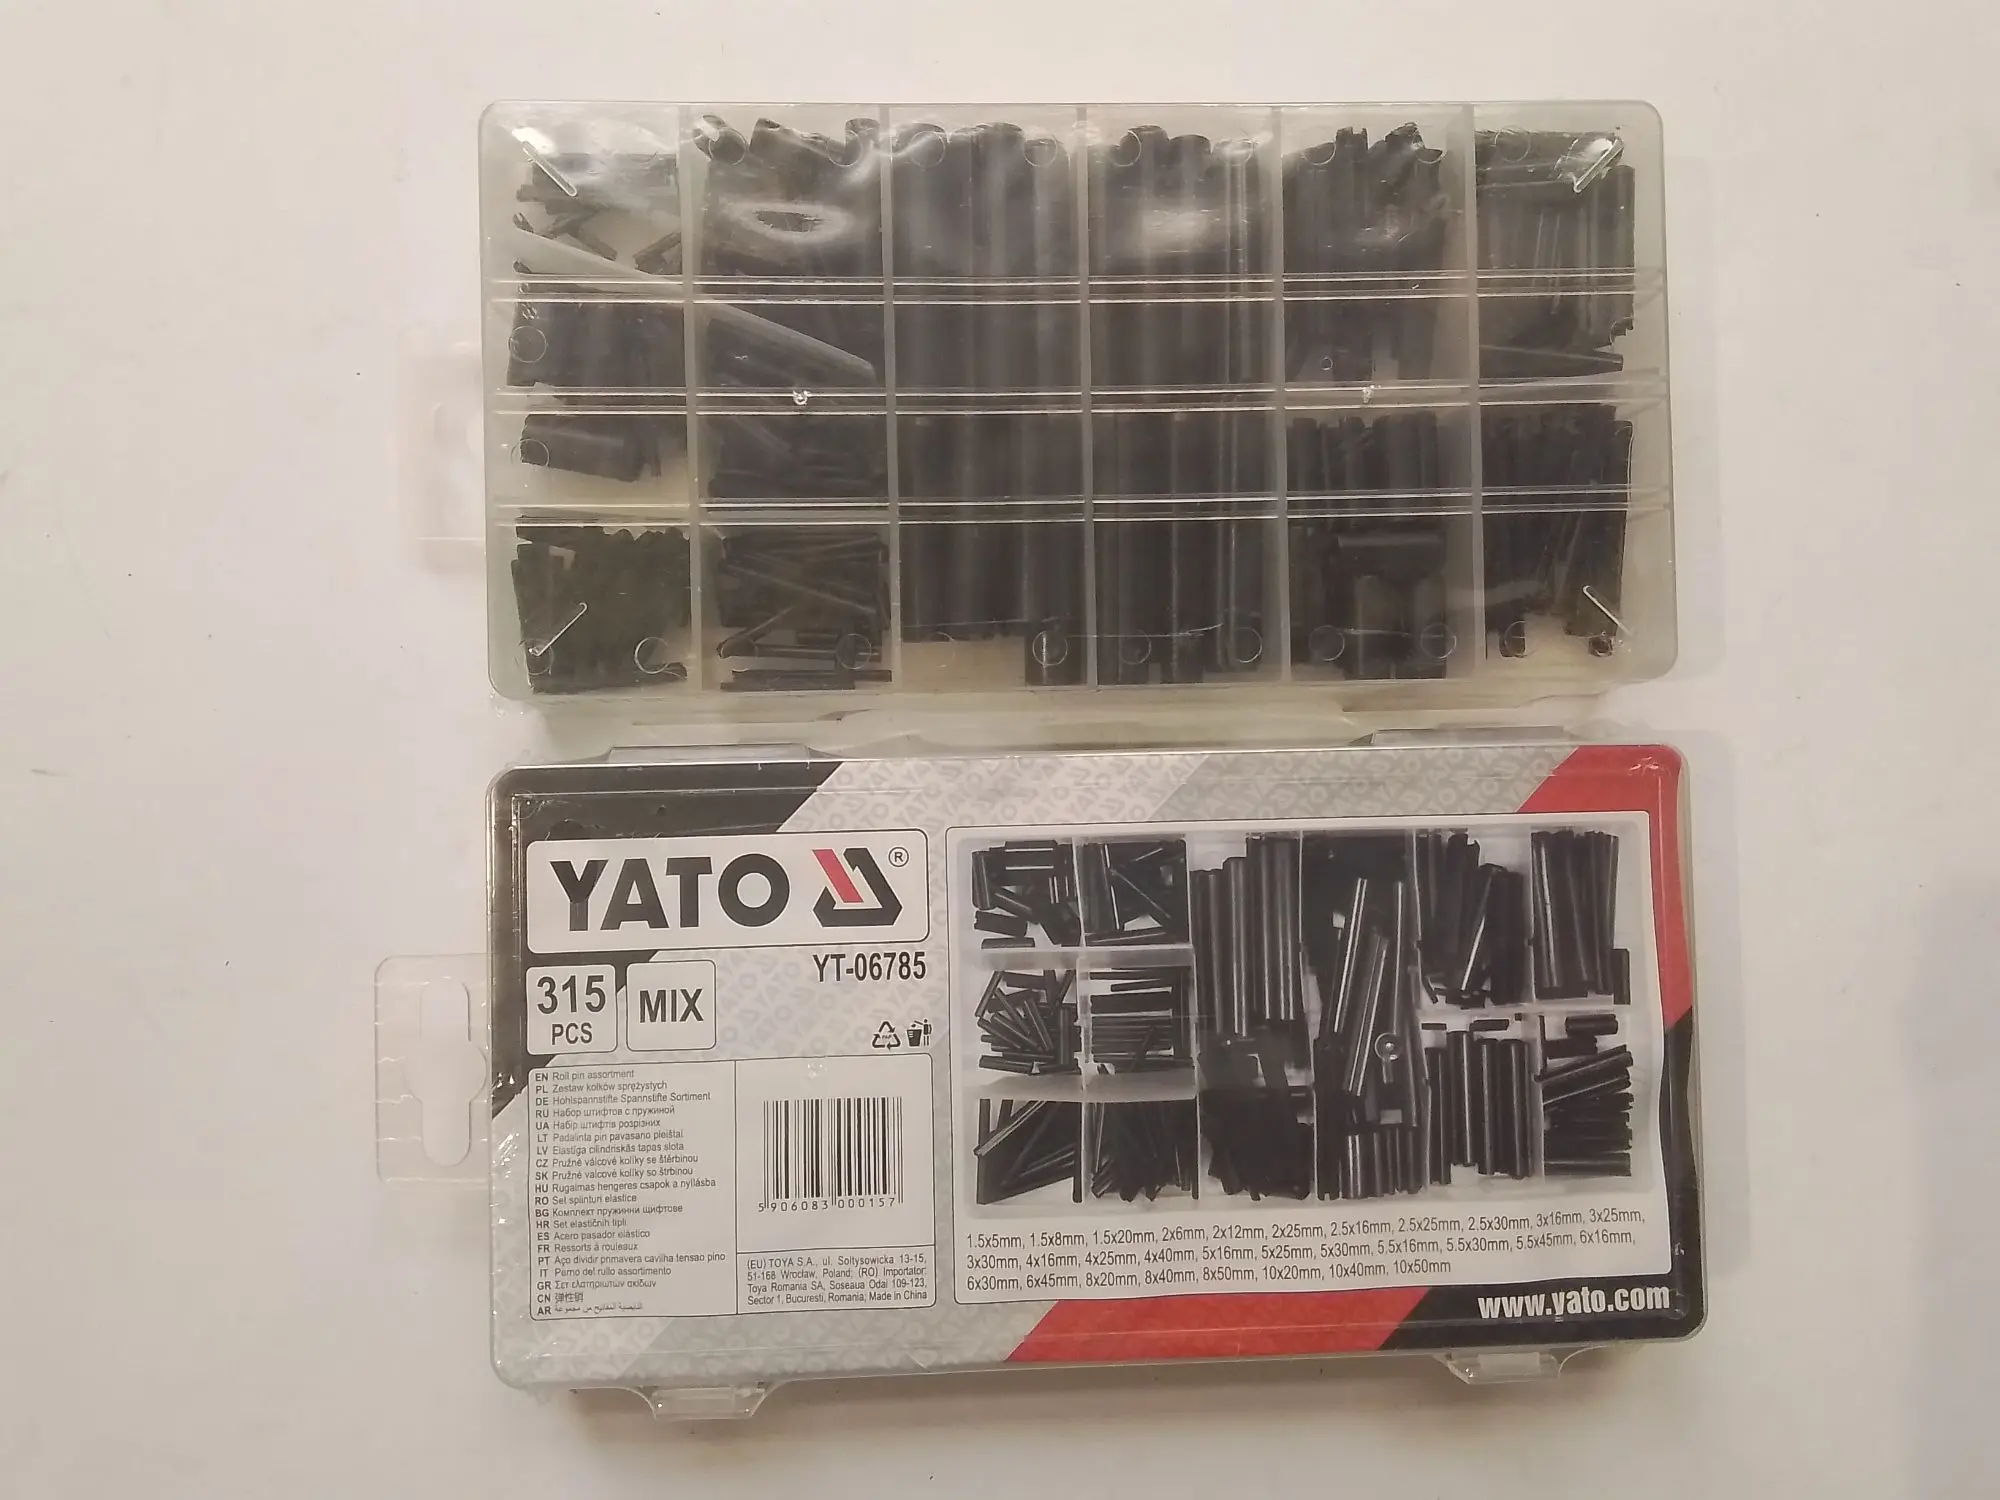 YATO ®
YT-06785
315
PCS
MIX
EN Roll pin assortment
PL Zestaw kołków sprężystych
DE Hohlspannstifte Spannstifte Sortiment
RU Набор штифтов с пружиной
UA Набір штифтів розрізних
LT Padalinta pin pavasano pleištai
LV Elastīga cilindriskās tapas slota
CZ Pružné válcové kolíky se štěrbinou
SK Pružné valcové kolíky so štrbinou
HU Rugalmas hengeres csapok a nyílásba
RO Set splinturi elastice
BG Комплект пружинни щифтове
HR Set elastičnih tipli
ES Acero pasador elástico
FR Ressorts à rouleaux
PT Aço dividir primavera cavilha tensao pino
IT Perno del rullo assortimento
GR Σετ ελατηριωτών ακίδων
CN 弹性销
AR
5 906083 000157
(EU) TOYA S.A., ul. Sołtysowicka 13-15,
51-168 Wrocław, Poland; (RO) Importator:
Toya Romania SA, Soseaua Odai 109-123,
Sector 1, Bucuresti, Romania; Made in China
1.5x5mm, 1.5x8mm, 1.5x20mm, 2x6mm, 2x12mm, 2x25mm, 2.5x16mm, 2.5x25mm, 2.5x30mm, 3x16mm, 3x25mm,
3x30mm, 4x16mm, 4x25mm, 4x40mm, 5x16mm, 5x25mm, 5x30mm, 5.5x16mm, 5.5x30mm, 5.5x45mm, 6x16mm,
6x30mm, 6x45mm, 8x20mm, 8x40mm, 8x50mm, 10x20mm, 10x40mm, 10x50mm
www.yato.com